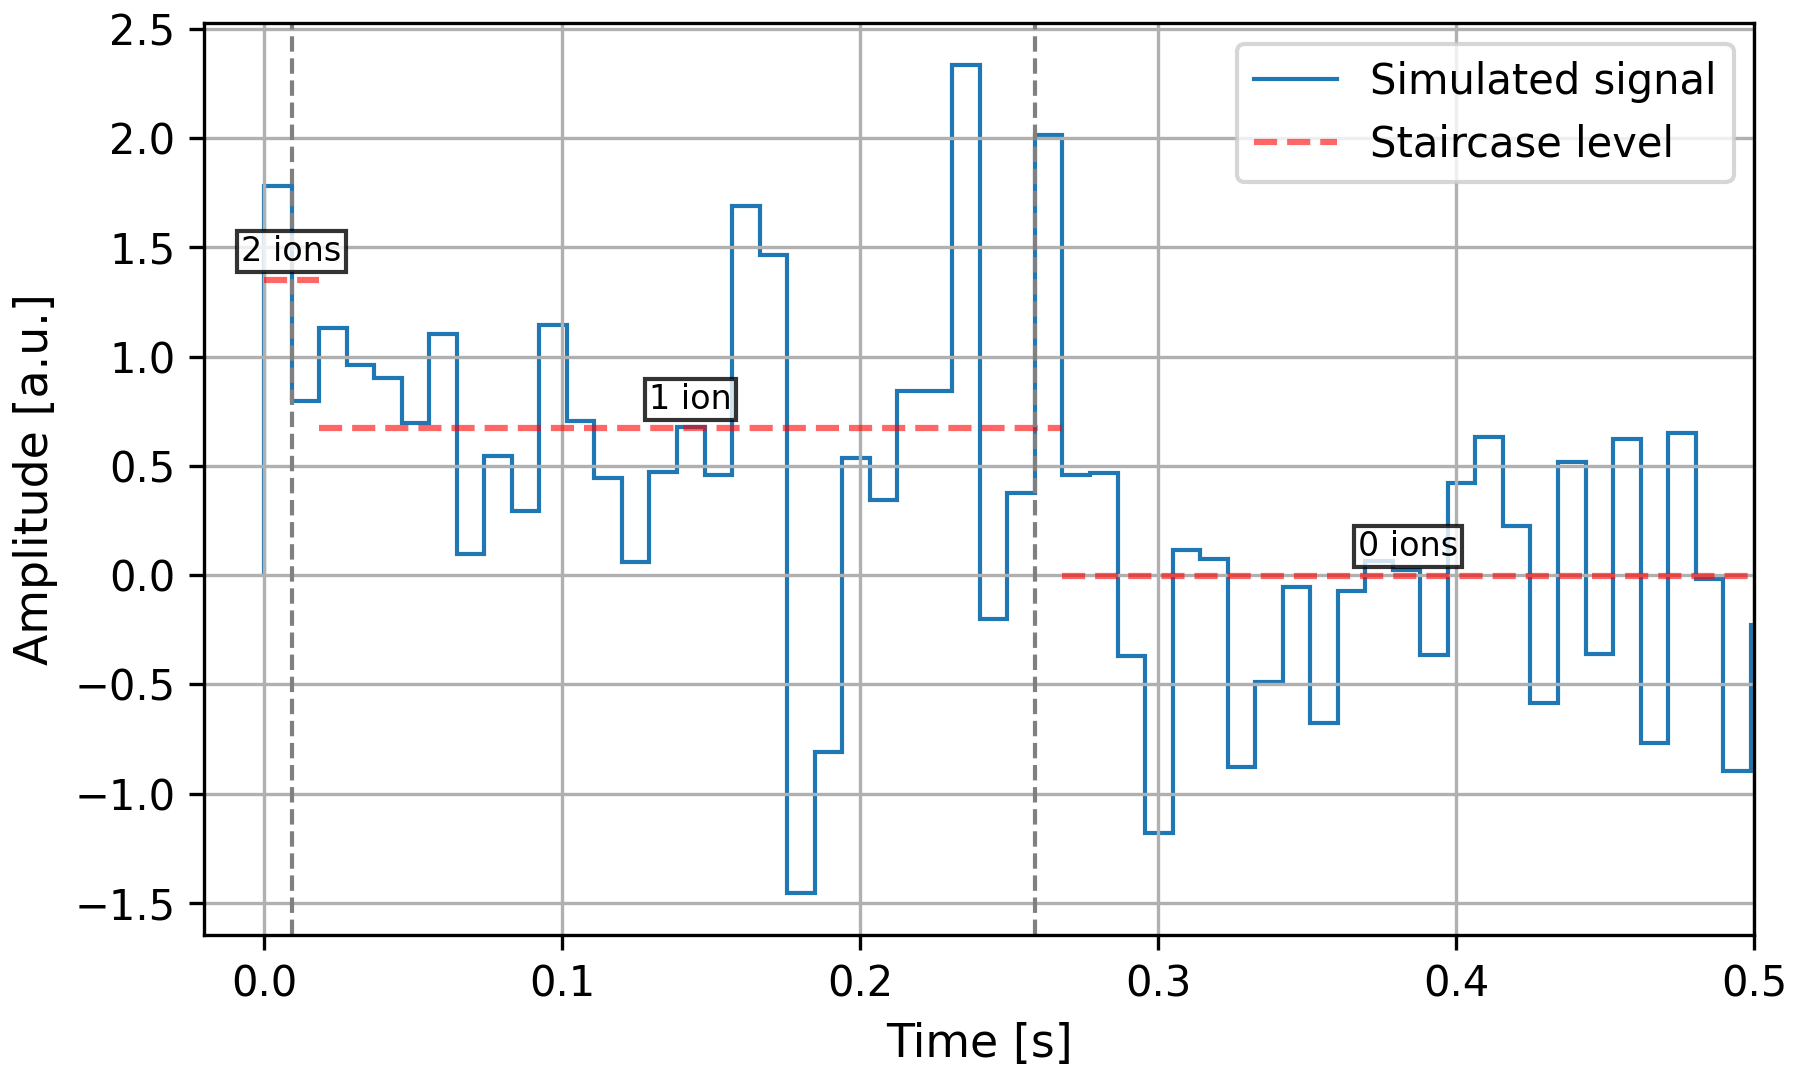 2.5
2.0
1.5
1.0
0.5
0.0
−0.5
−1.0
−1.5
Amplitude [a.u.]
Simulated signal
Staircase level
2 ions
1 ion
0 ions
0.0 0.1 0.2 0.3 0.4 0.5
Time [s]